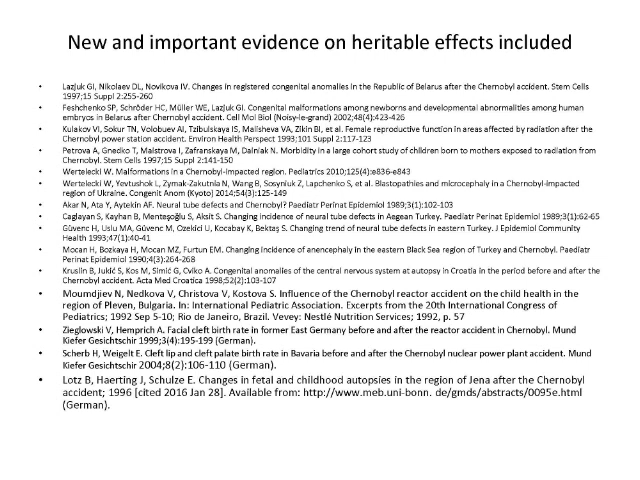 New and important evidence on heritable effects included
• Lazjuk GI, Nikolaev DL, Novikova IV. Changes in registered congenital anomalies in the Republic of Belarus after the Chernobyl accident. Stem Cells
1997;15 Suppl 2:255-260
• Feshchenko SP, Schröder HC, Müller WE, Lazjuk GI. Congenital malformations among newborns and developmental abnormalities among human
embryos in Belarus after Chernobyl accident. Cell Mol Biol (Noisy-le-grand) 2002;48(4):423-426
• Kulakov VI, Sokur TN, Volobuev AI, Tzibulskaya IS, Malisheva VA, Zikin BI, et al. Female reproductive function in areas affected by radiation after the
Chernobyl power station accident. Environ Health Perspect 1993;101 Suppl 2:117-123
• Petrova A, Gnedko T, Maistrova I, Zafranskaya M, Dainiak N. Morbidity in a large cohort study of children born to mothers exposed to radiation from
Chernobyl. Stem Cells 1997;15 Suppl 2:141-150
• Wertelecki W. Malformations in a Chernobyl-impacted region. Pediatrics 2010;125(4):e836-e843
• Wertelecki W, Yevtushok L, Zymak-Zakutnia N, Wang B, Sosyniuk Z, Lapchenko S, et al. Blastopathies and microcephaly in a Chernobyl-impacted
region of Ukraine. Congenit Anom (Kyoto) 2014;54(3):125-149
• Akar N, Ata Y, Aytekin AF. Neural tube defects and Chernobyl? Paediatr Perinat Epidemiol 1989;3(1):102-103
• Caglayan S, Kayhan B, Menteşoğlu S, Aksit S. Changing incidence of neural tube defects in Aegean Turkey. Paediatr Perinat Epidemiol 1989;3(1):62-65
• Güvenc H, Uslu MA, Güvenc M, Ozekici U, Kocabay K, Bektaş S. Changing trend of neural tube defects in eastern Turkey. J Epidemiol Community
Health 1993;47(1):40-41
• Mocan H, Bozkaya H, Mocan MZ, Furtun EM. Changing incidence of anencephaly in the eastern Black Sea region of Turkey and Chernobyl. Paediatr
Perinat Epidemiol 1990;4(3):264-268
• Kruslin B, Jukić S, Kos M, Simić G, Cviko A. Congenital anomalies of the central nervous system at autopsy in Croatia in the period before and after the
Chernobyl accident. Acta Med Croatica 1998;52(2):103-107
• Moumdjiev N, Nedkova V, Christova V, Kostova S. Influence of the Chernobyl reactor accident on the child health in the
region of Pleven, Bulgaria. In: International Pediatric Association. Excerpts from the 20th International Congress of
Pediatrics; 1992 Sep 5-10; Rio de Janeiro, Brazil. Vevey: Nestlé Nutrition Services; 1992, p. 57
• Zieglowski V, Hemprich A. Facial cleft birth rate in former East Germany before and after the reactor accident in Chernobyl. Mund
Kiefer Gesichtschir 1999;3(4):195-199 (German).
• Scherb H, Weigelt E. Cleft lip and cleft palate birth rate in Bavaria before and after the Chernobyl nuclear power plant accident. Mund
Kiefer Gesichtschir 2004;8(2):106-110 (German).
• Lotz B, Haerting J, Schulze E. Changes in fetal and childhood autopsies in the region of Jena after the Chernobyl
accident; 1996 [cited 2016 Jan 28]. Available from: http://www.meb.uni-bonn. de/gmds/abstracts/0095e.html
(German).